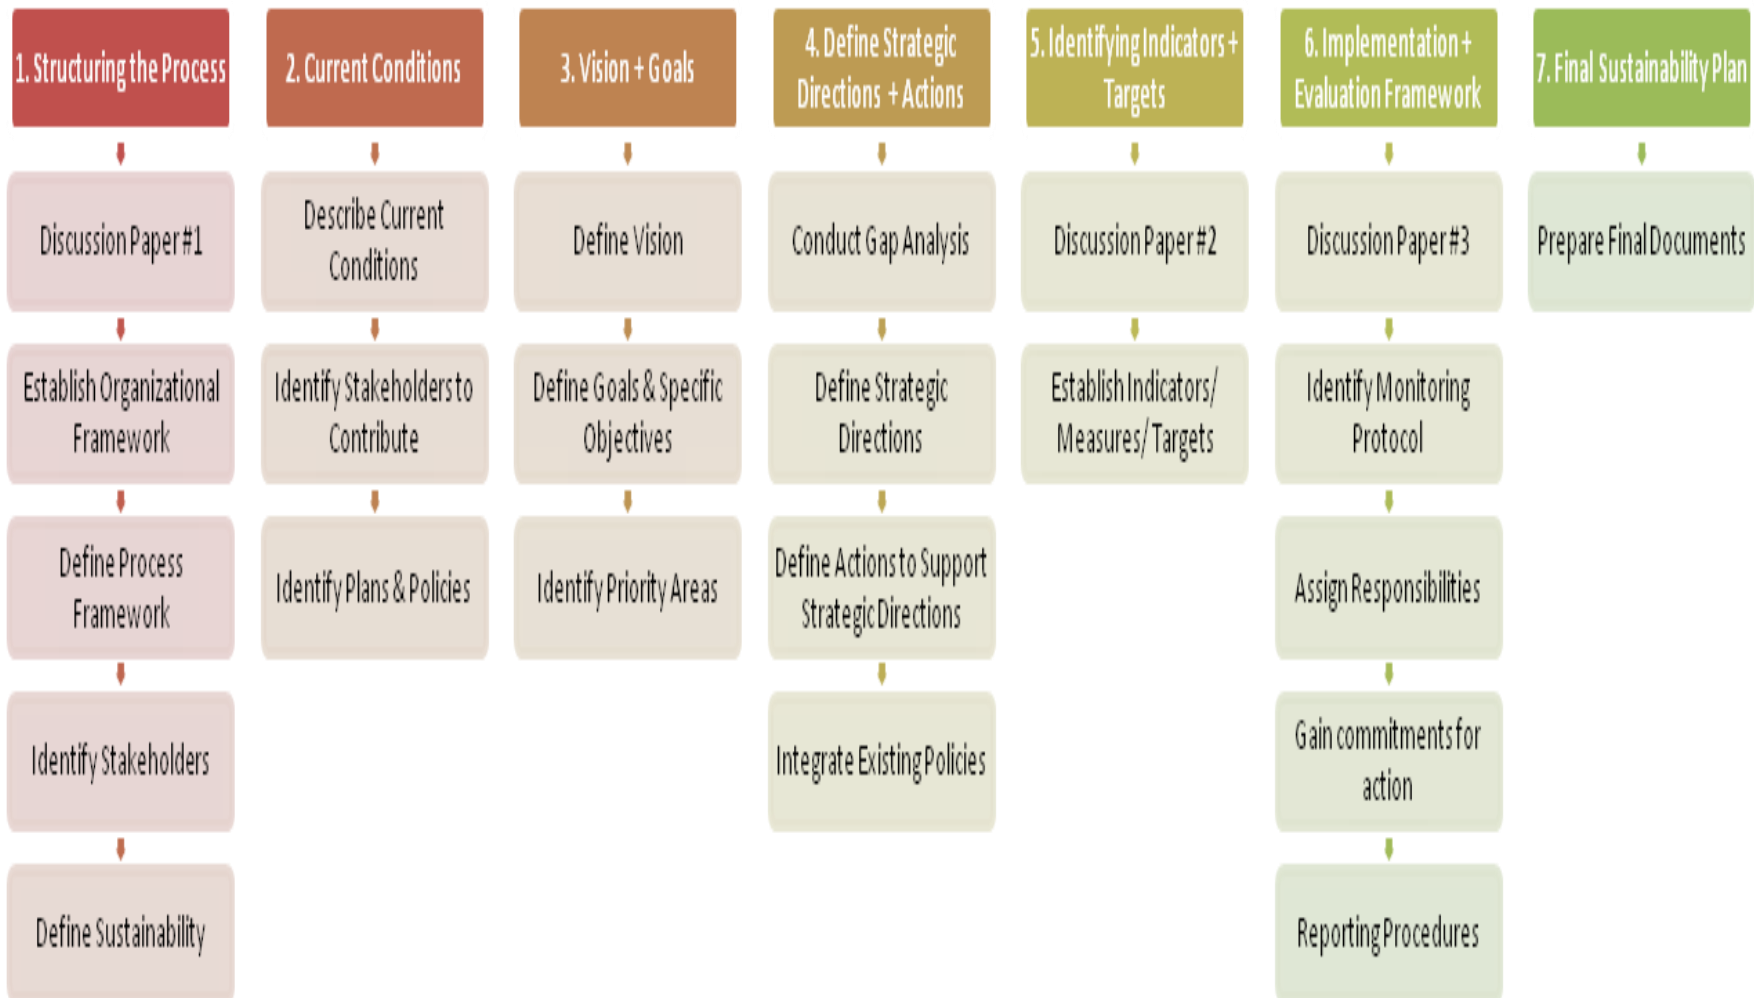 1. Structuring the Process
Discussion Paper #1
Establish Organizational
Framework
Define Process
Framework
Identify Stakeholders
Define Sustainability
2. Current Conditions
Describe Current
Conditions
Identify Stakeholders to
Contribute
Identify Plans & Policies
3. Vision + Goals
Define Vision
Define Goals & Specific
Objectives
Identify Priority Areas
4. Define Strategic
Directions + Actions
Conduct Gap Analysis
Define Strategic
Directions
Define Actions to Support
Strategic Directions
Integrate Existing Policies
5. Identifying Indicators +
Targets
Discussion Paper #2
Establish Indicators/
Measures/ Targets
6. Implementation +
Evaluation Framework
Discussion Paper #3
Identify Monitoring
Protocol
Assign Responsibilities
Gain commitments for
action
Reporting Procedures
7. Final Sustainability Plan
Prepare Final Documents